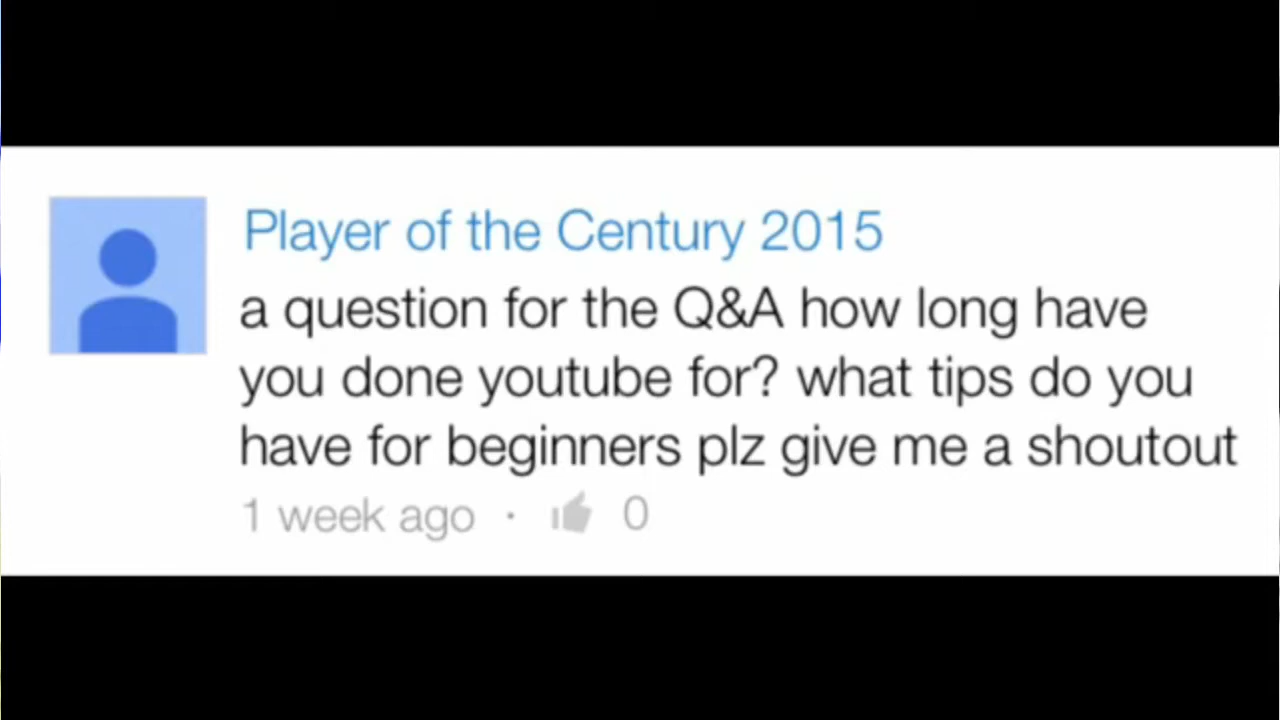 Player of the Century 2015
a question for the Q&A how long have
you done youtube for? what tips do you
have for beginners plz give me a shoutout
1 week ago · 0